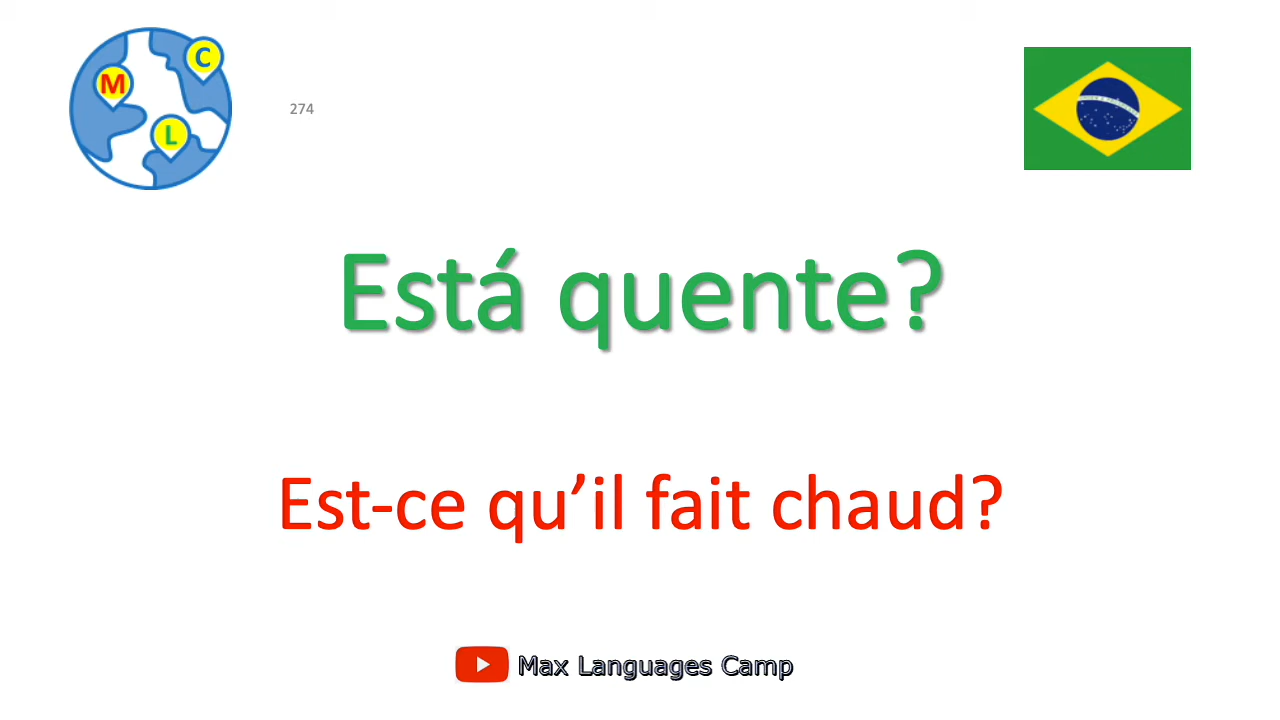 M
C
L
274
Está quente?
Est-ce qu’il fait chaud?
Max Languages Camp